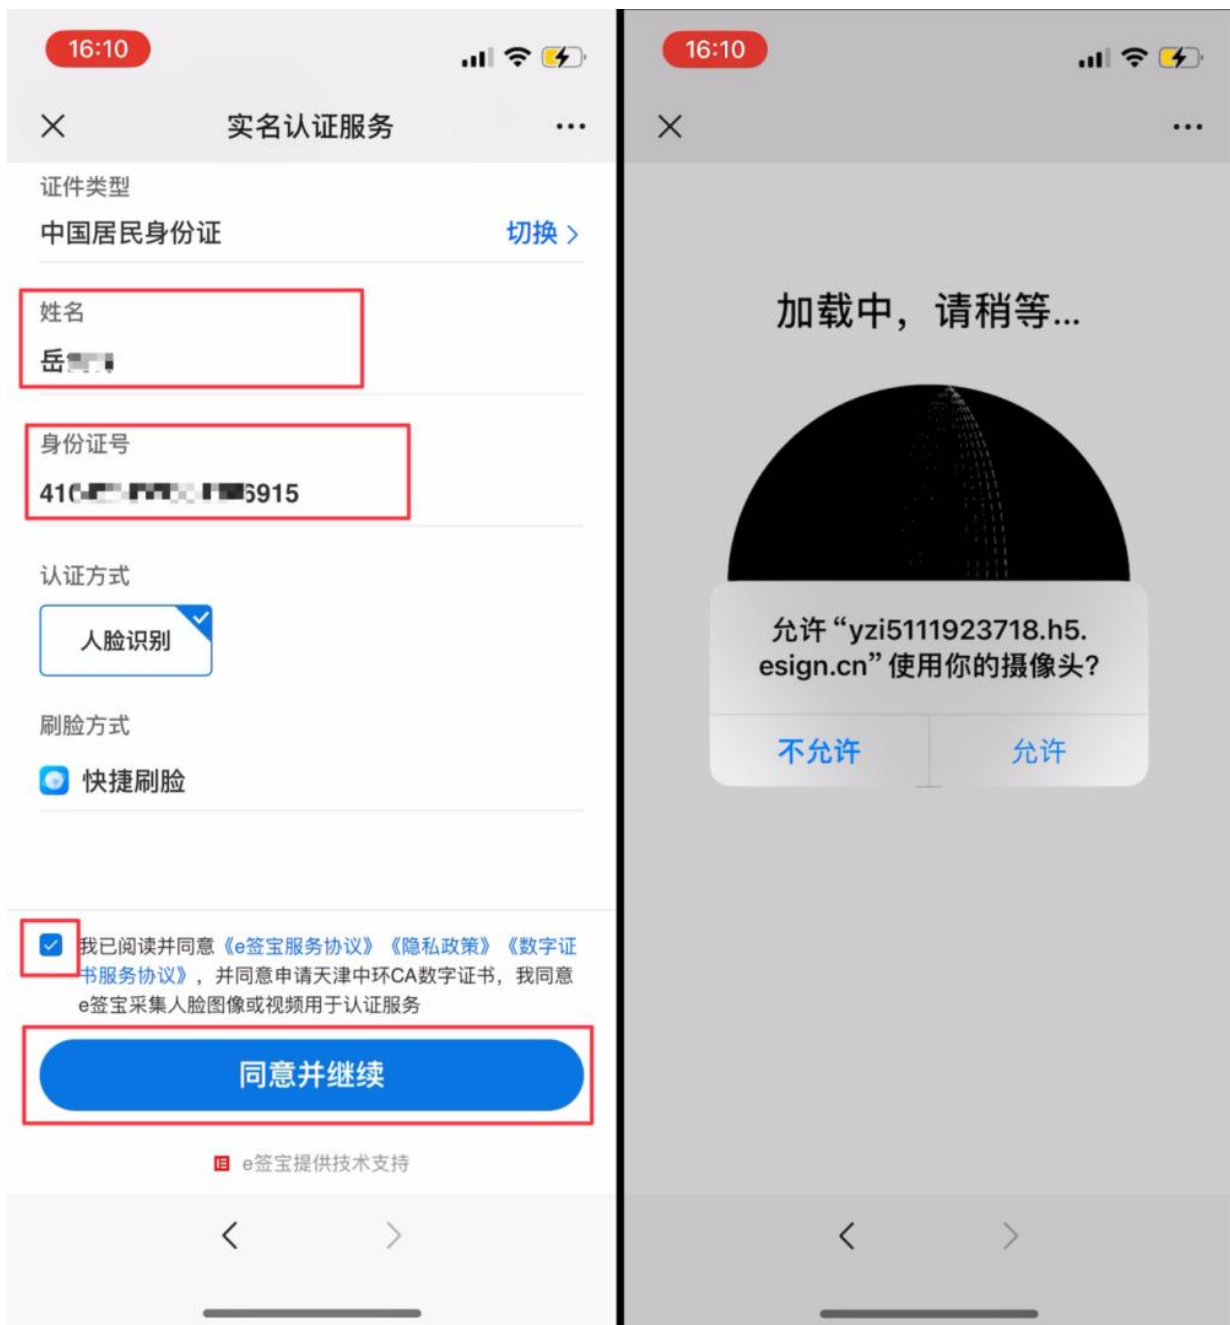 16:10
实名认证服务
证件类型
中国居民身份证
切换 >
姓名
岳
身份证号
41
6915
认证方式
人脸识别
刷脸方式
快捷刷脸
我已阅读并同意《e签宝服务协议》《隐私政策》《数字证
书服务协议》，并同意申请天津中环CA数字证书，我同意
e签宝采集人脸图像或视频用于认证服务
同意并继续
e签宝提供技术支持
16:10
加载中，请稍等...
允许“yzi5111923718.h5.
esign.cn”使用你的摄像头？
不允许
允许